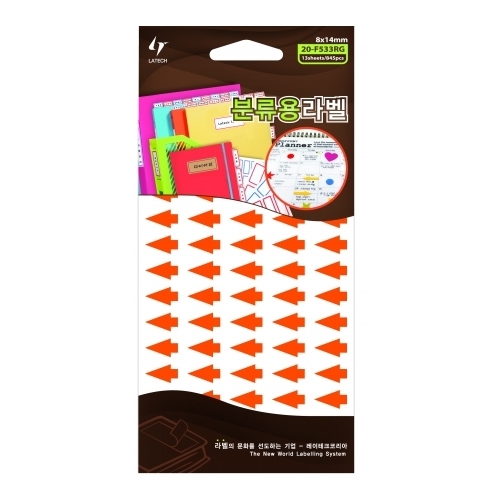 LATECH
8x14mm
20-F533RG
13sheets/845pcs
분류용라벨
Planner
라벨의 문화를 선도하는 기업 - 레이테크코리아
The New World Labelling System